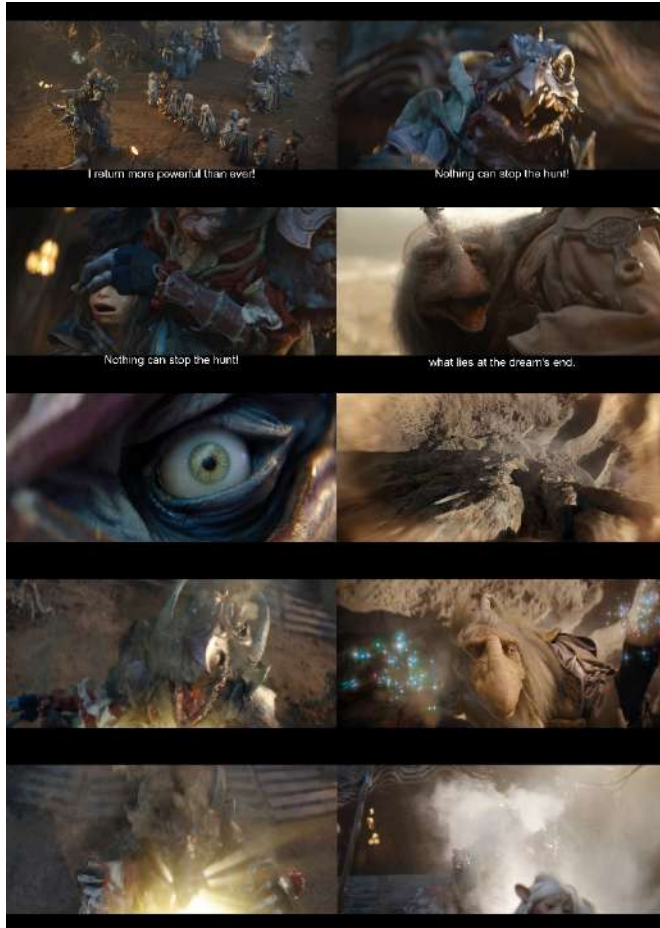 I return more powerful than ever!
Nothing can stop the hunt!
Nothing can stop the hunt!
what lies at the dream's end.